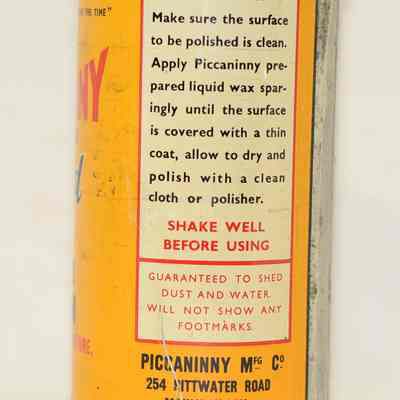 THE TIME"
NY
d
Make sure the surface
to be polished is clean.
Apply Piccaninny pre-
pared liquid wax spar-
ingly until the surface
is covered with a thin
coat, allow to dry and
polish with a clean
cloth or polisher.
SHAKE WELL
BEFORE USING
GUARANTEED TO SHED
DUST AND WATER
WILL NOT SHOW ANY
FOOTMARKS.
PICCANINNY MFG CO
254 PITTWATER ROAD